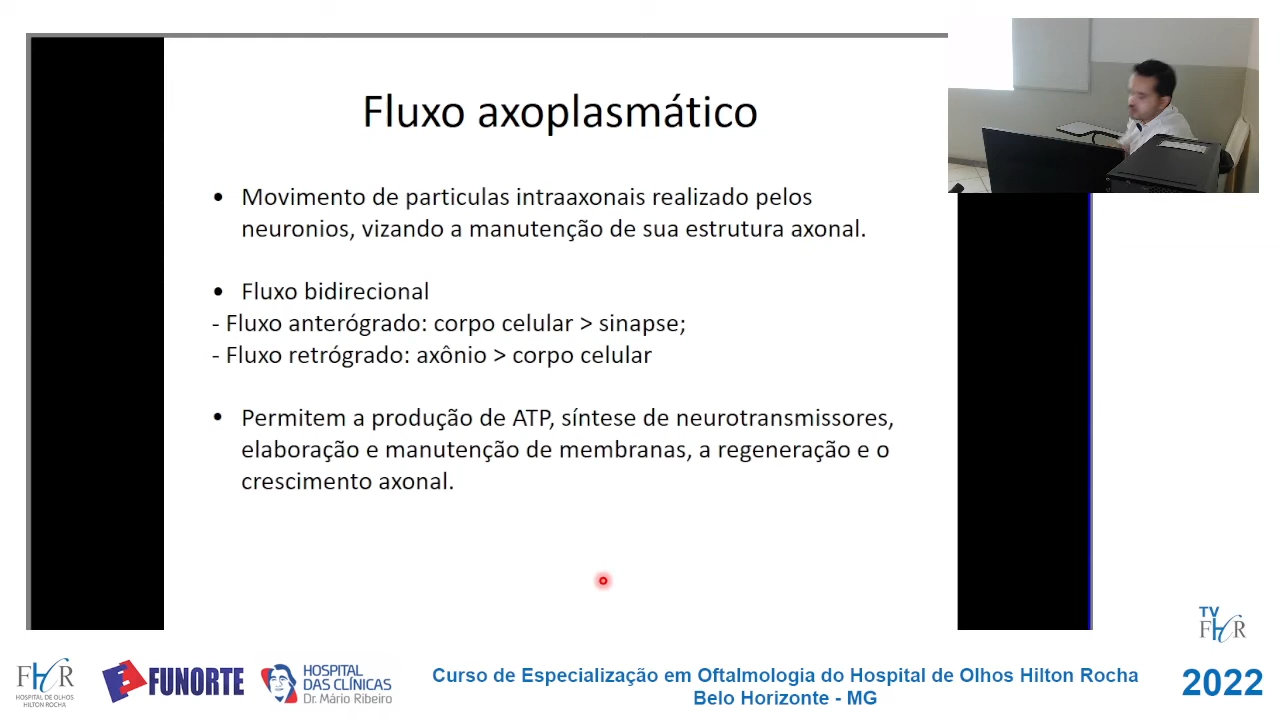 Fluxo axoplasmático
• Movimento de particulas intraaxonais realizado pelos
neuronios, vizando a manutenção de sua estrutura axonal.
• Fluxo bidirecional
- Fluxo anterógrado: corpo celular > sinapse;
- Fluxo retrógrado: axônio > corpo celular
• Permitem a produção de ATP, síntese de neurotransmissores,
elaboração e manutenção de membranas, a regeneração e o
crescimento axonal.
TV
FHR
FHR
HOSPITAL DE OLHOS
HILTON ROCHA
FUNORTE
HOSPITAL
DAS CLÍNICAS
Dr. Mário Ribeiro
Curso de Especialização em Oftalmologia do Hospital de Olhos Hilton Rocha
Belo Horizonte - MG
2022